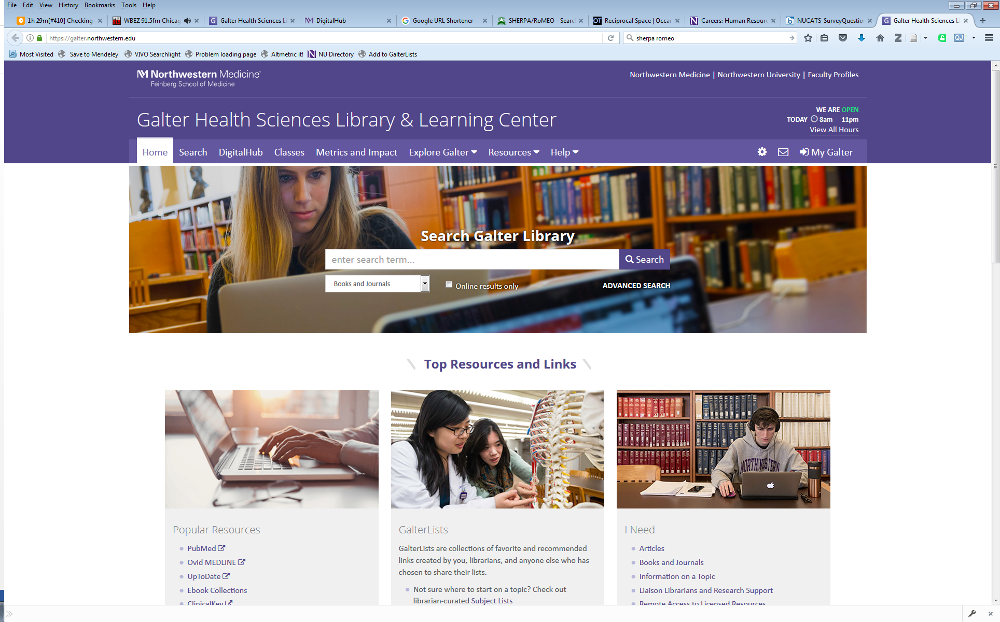 File Edit View History Bookmarks Tools Help
1h 29m[#410] Checking
WBEZ 91.5fm Chicag
Galter Health Sciences Li
DigitalHub
Google URL Shortener
SHERPA/RoMEO - Searc
Reciprocal Space | Occar
Careers: Human Resourc
NUCATS-SurveyQuestio
Galter Health Sciences Li
https://galter.northwestern.edu
sherpa romeo
Most Visited Save to Mendeley VIVO Searchlight Problem loading page Altmetric it! NU Directory Add to GalterLists
Northwestern Medicine
Feinberg School of Medicine
Northwestern Medicine | Northwestern University | Faculty Profiles
Galter Health Sciences Library & Learning Center
WE ARE OPEN
TODAY 8am - 11pm
View All Hours
Home Search DigitalHub Classes Metrics and Impact Explore Galter Resources Help My Galter
Search Galter Library
enter search term...
Search
Books and Journals
Online results only
ADVANCED SEARCH
Top Resources and Links
NORTHWESTERN
Popular Resources
PubMed
Ovid MEDLINE
UpToDate
Ebook Collections
ClinicalKey
GalterLists
GalterLists are collections of favorite and recommended
links created by you, librarians, and anyone else who has
chosen to share their lists.
Not sure where to start on a topic? Check out
librarian-curated Subject Lists
I Need
Articles
Books and Journals
Information on a Topic
Liaison Librarians and Research Support
Remote Access to Licensed Resources